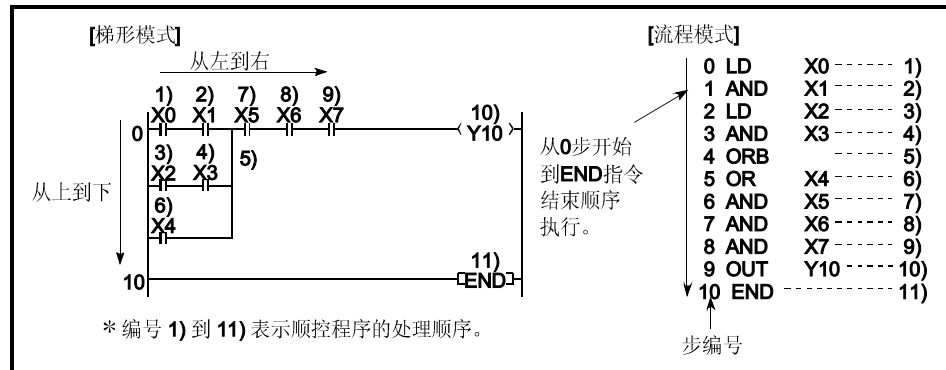 [梯形模式]
从左到右
1) 2) 7) 8) 9) 10)
X0 X1 X5 X6 X7 Y10
0
3) 4) 5)
X2 X3
从上到下
6)
X4
11)
10 END
＊编号 1) 到 11) 表示顺控程序的处理顺序。
[流程模式]
0 LD X0 1)
1 AND X1 2)
2 LD X2 3)
3 AND X3 4)
4 ORB 5)
5 OR X4 6)
6 AND X5 7)
7 AND X6 8)
8 AND X7 9)
9 OUT Y10 10)
10 END 11)
从0步开始
到END指令
结束顺序
执行。
步编号